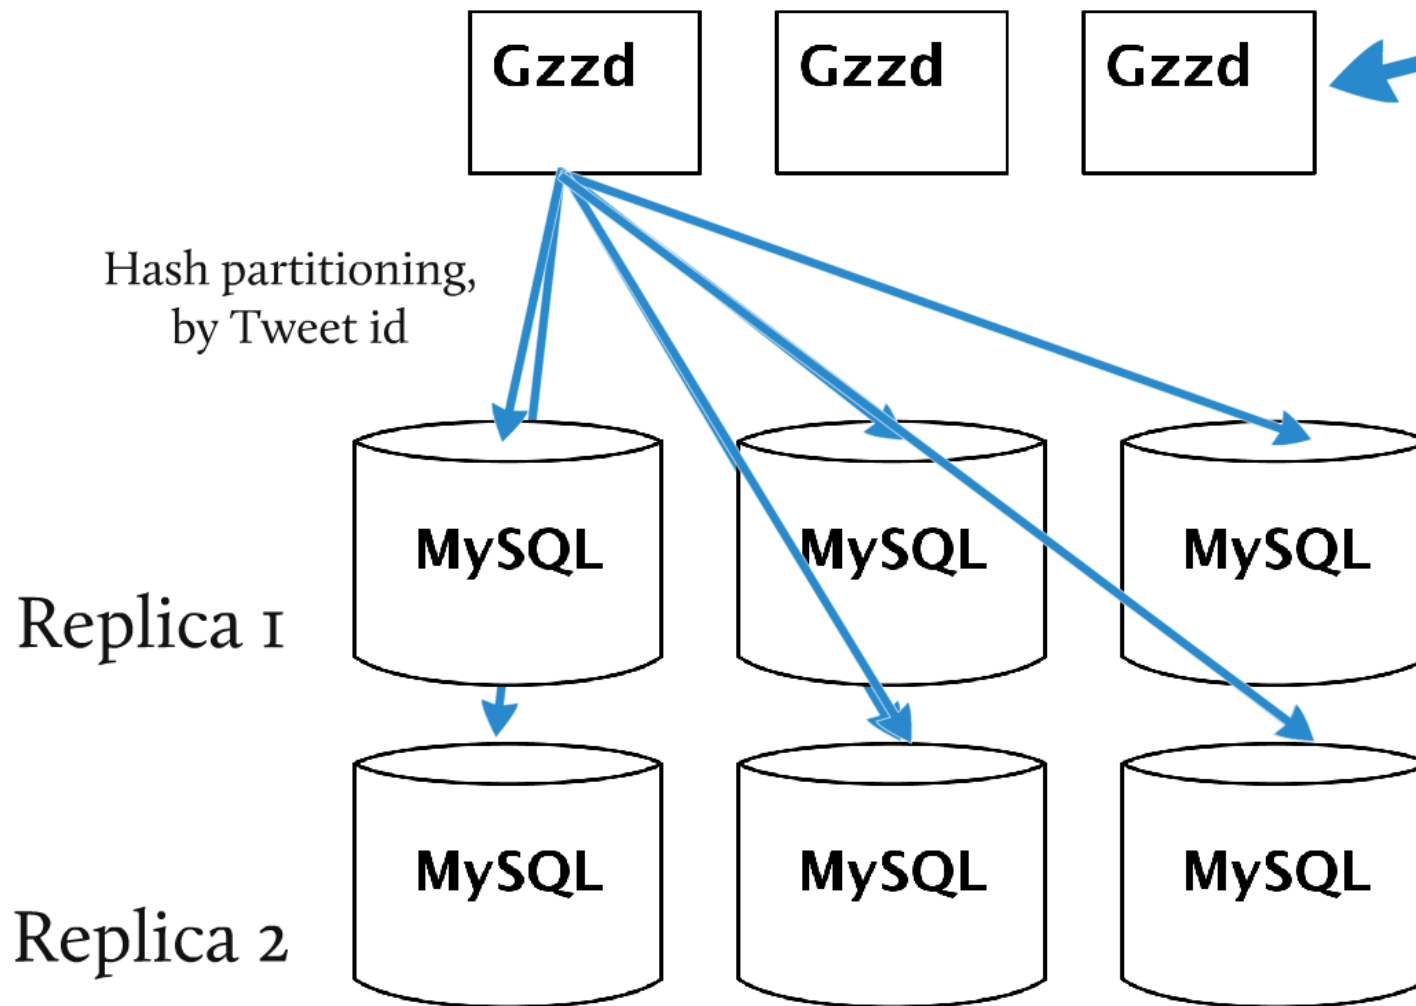 Gzzd
Gzzd
Gzzd
Hash partitioning,
by Tweet id
MySQL
MySQL
MySQL
Replica 1
MySQL
MySQL
MySQL
Replica 2